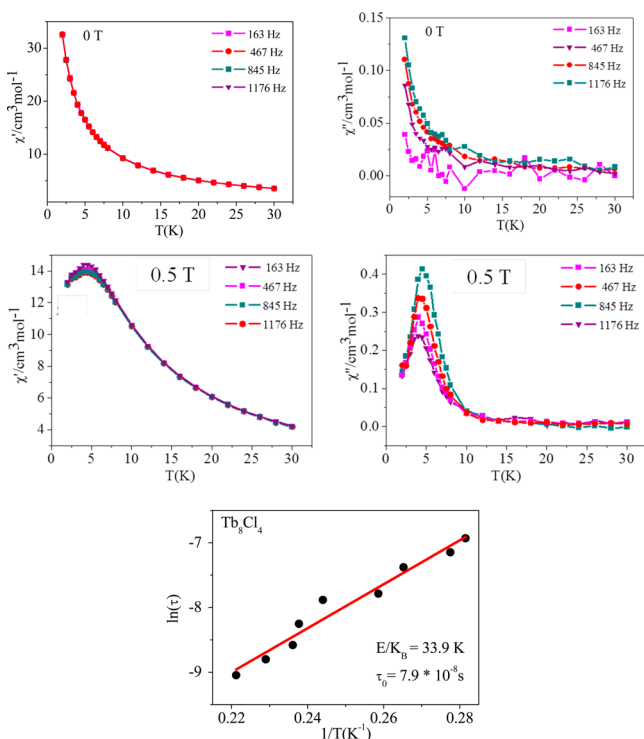 0 T
163 Hz
467 Hz
845 Hz
1176 Hz
χ'/cm³mol⁻¹
30
20
10
0 5 10 15 20 25 30
T(K)
0 T
163 Hz
467 Hz
845 Hz
1176 Hz
χ''/cm³mol⁻¹
0.15
0.10
0.05
0.00
0 5 10 15 20 25 30
T(K)
0.5 T
163 Hz
467 Hz
845 Hz
1176 Hz
χ'/cm³mol⁻¹
14
12
10
8
6
4
0 5 10 15 20 25 30
T(K)
0.5 T
163 Hz
467 Hz
845 Hz
1176 Hz
χ''/cm³mol⁻¹
0.4
0.3
0.2
0.1
0.0
0 5 10 15 20 25 30
T(K)
Tb₈Cl₄
ln(τ)
-7
-8
-9
E/K_B = 33.9 K
τ₀= 7.9 * 10⁻⁸s
0.22 0.24 0.26 0.28
1/T(K⁻¹)